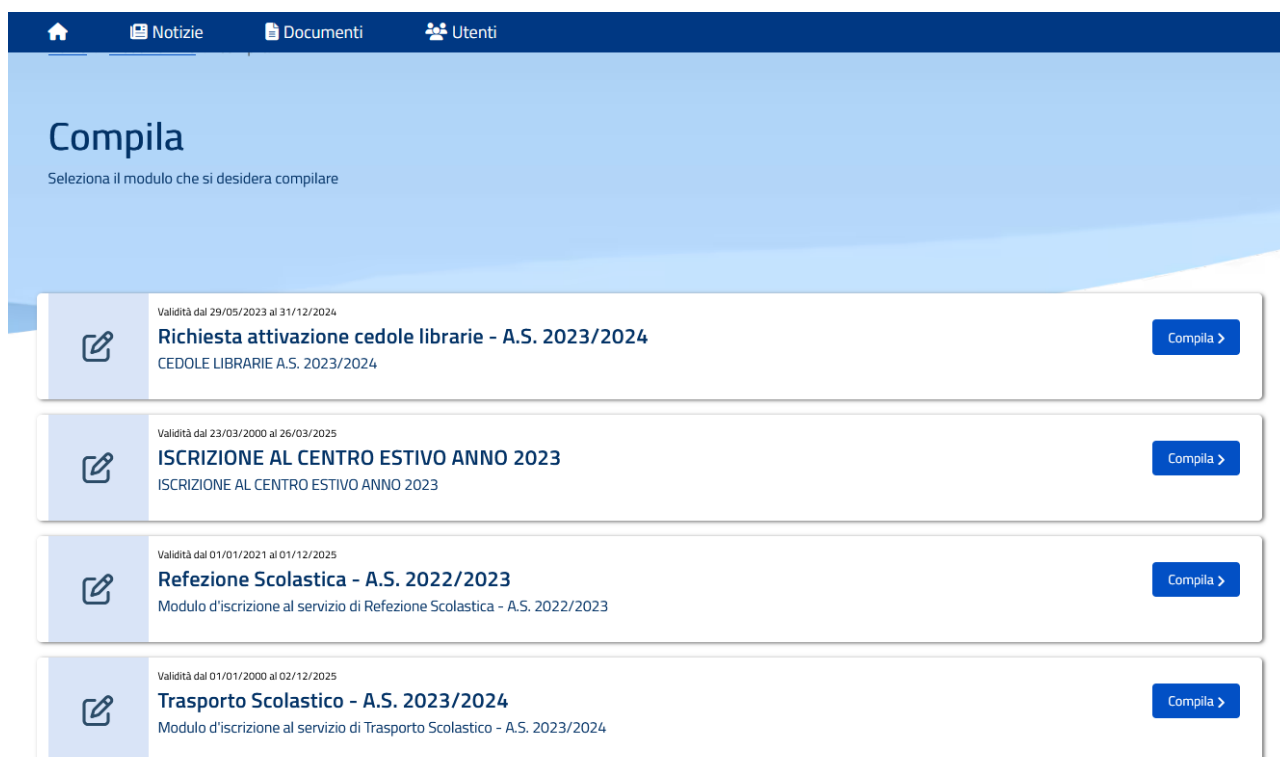 Notizie Documenti Utenti
Compila
Seleziona il modulo che si desidera compilare
Validità dal 29/05/2023 al 31/12/2024
Richiesta attivazione cedole librarie - A.S. 2023/2024
CEDOLE LIBRARIE A.S. 2023/2024
Compila
Validità dal 23/03/2000 al 26/03/2025
ISCRIZIONE AL CENTRO ESTIVO ANNO 2023
ISCRIZIONE AL CENTRO ESTIVO ANNO 2023
Compila
Validità dal 01/01/2021 al 01/12/2025
Refezione Scolastica - A.S. 2022/2023
Modulo d'iscrizione al servizio di Refezione Scolastica - A.S. 2022/2023
Compila
Validità dal 01/01/2000 al 02/12/2025
Trasporto Scolastico - A.S. 2023/2024
Modulo d'iscrizione al servizio di Trasporto Scolastico - A.S. 2023/2024
Compila